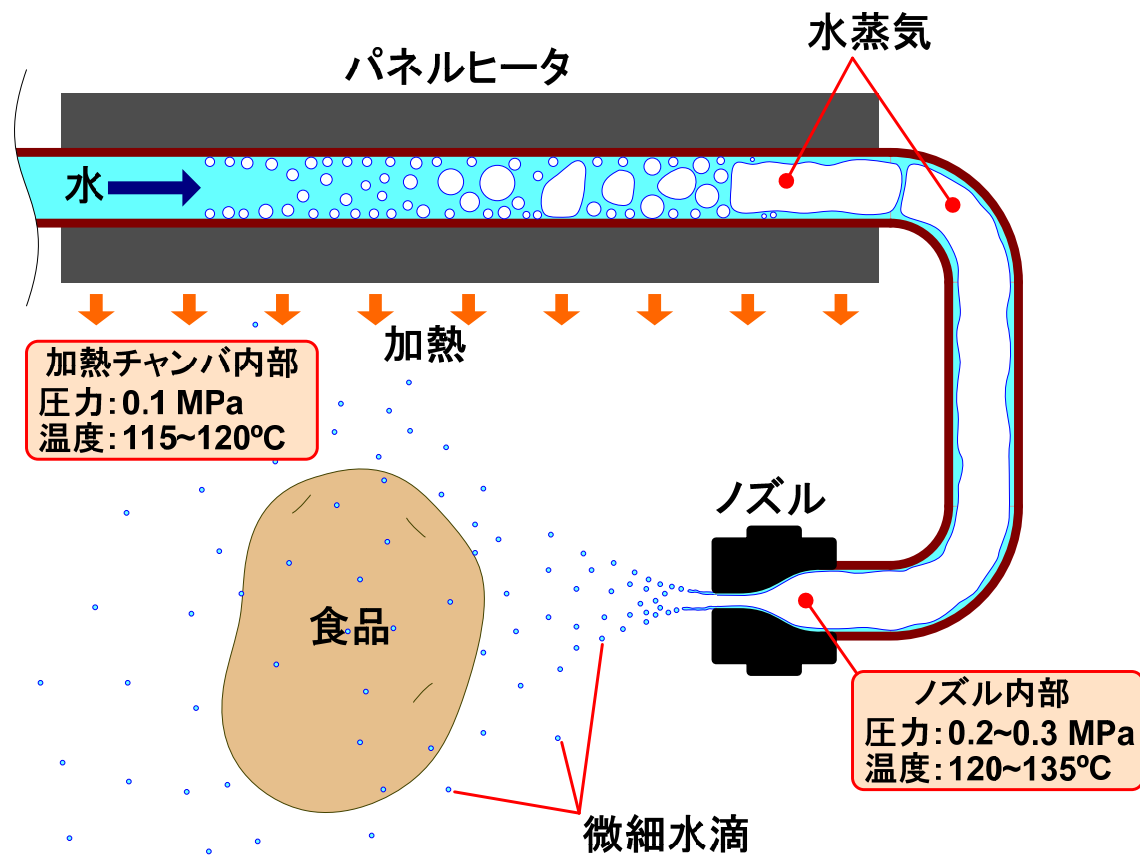 水蒸気
パネルヒータ
水
加熱
加熱チャンバ内部
圧力:0.1 MPa
温度:115~120ºC
ノズル
食品
ノズル内部
圧力:0.2~0.3 MPa
温度:120~135ºC
微細水滴